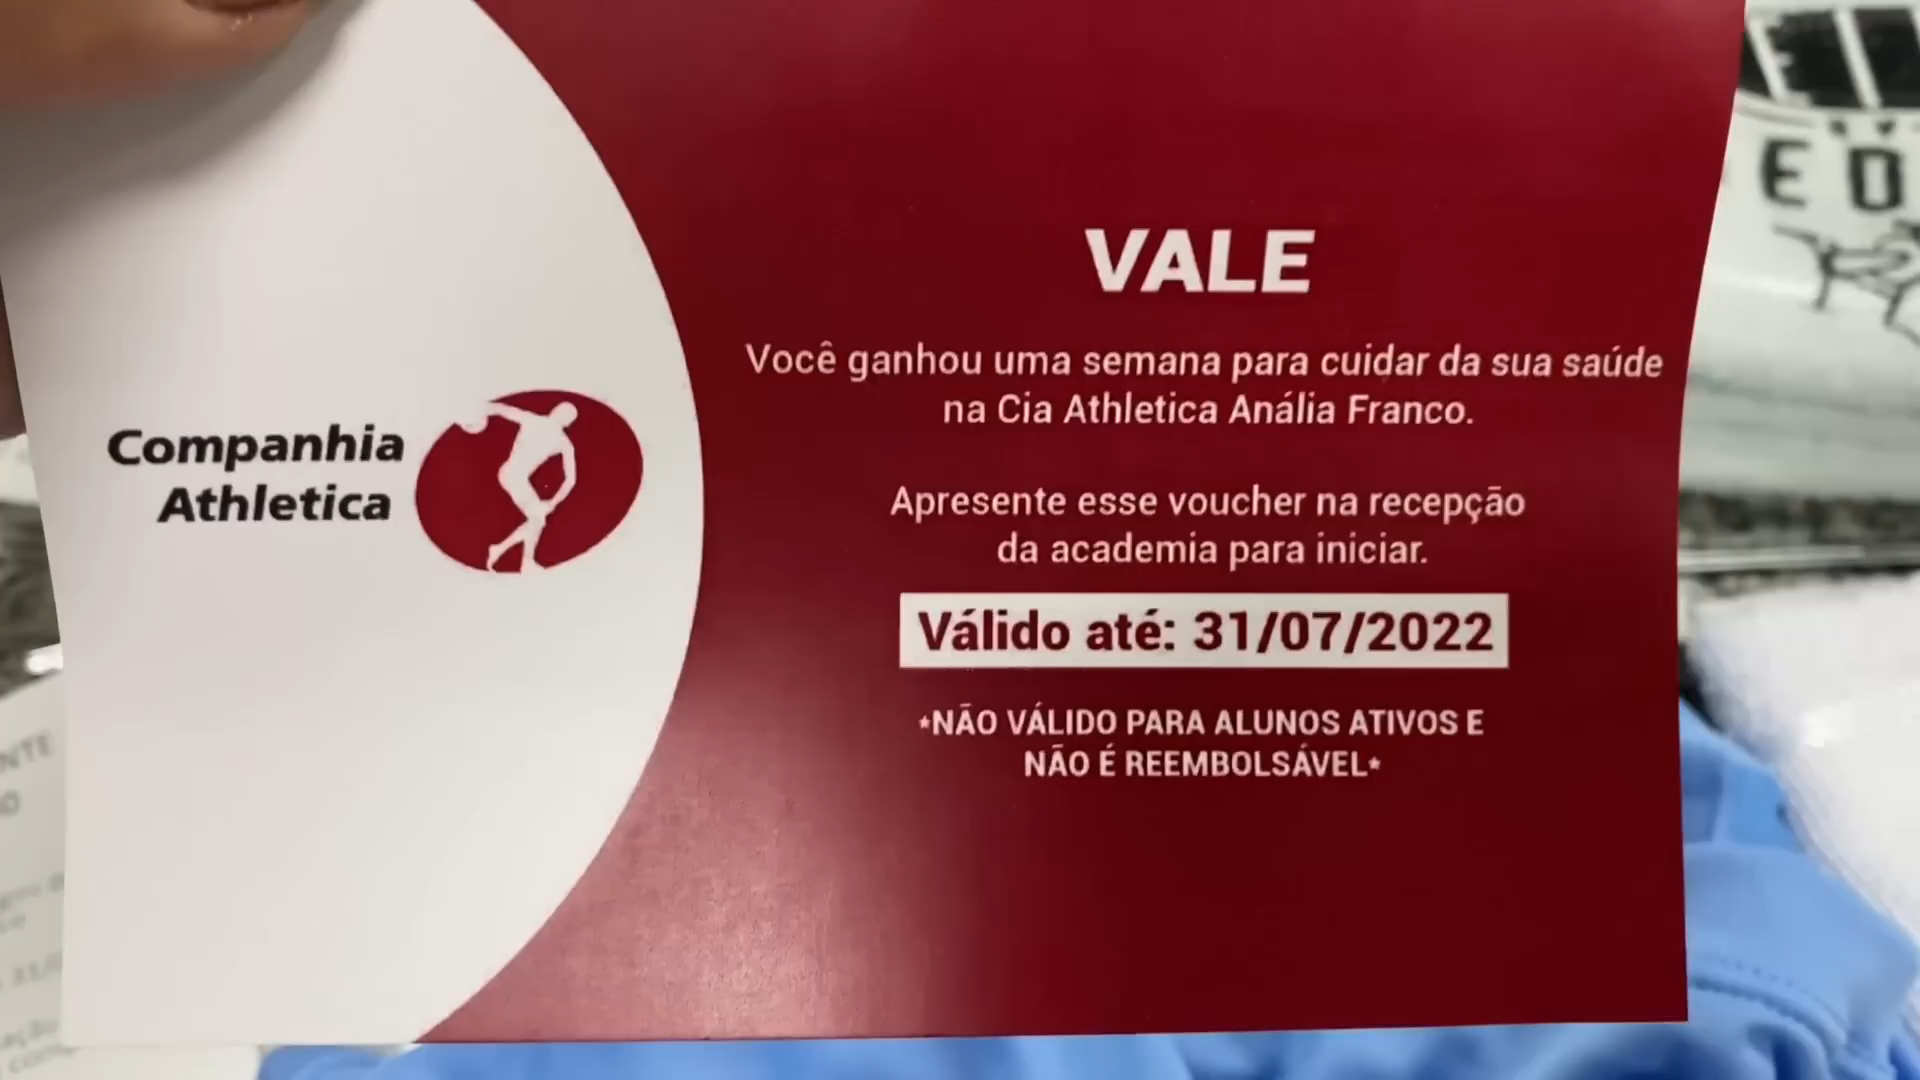 Companhia
Athletica
VALE
Você ganhou uma semana para cuidar da sua saúde
na Cia Athletica Anália Franco.
Apresente esse voucher na recepção
da academia para iniciar.
Válido até: 31/07/2022
*NÃO VÁLIDO PARA ALUNOS ATIVOS E
NÃO É REEMBOLSÁVEL*
ED